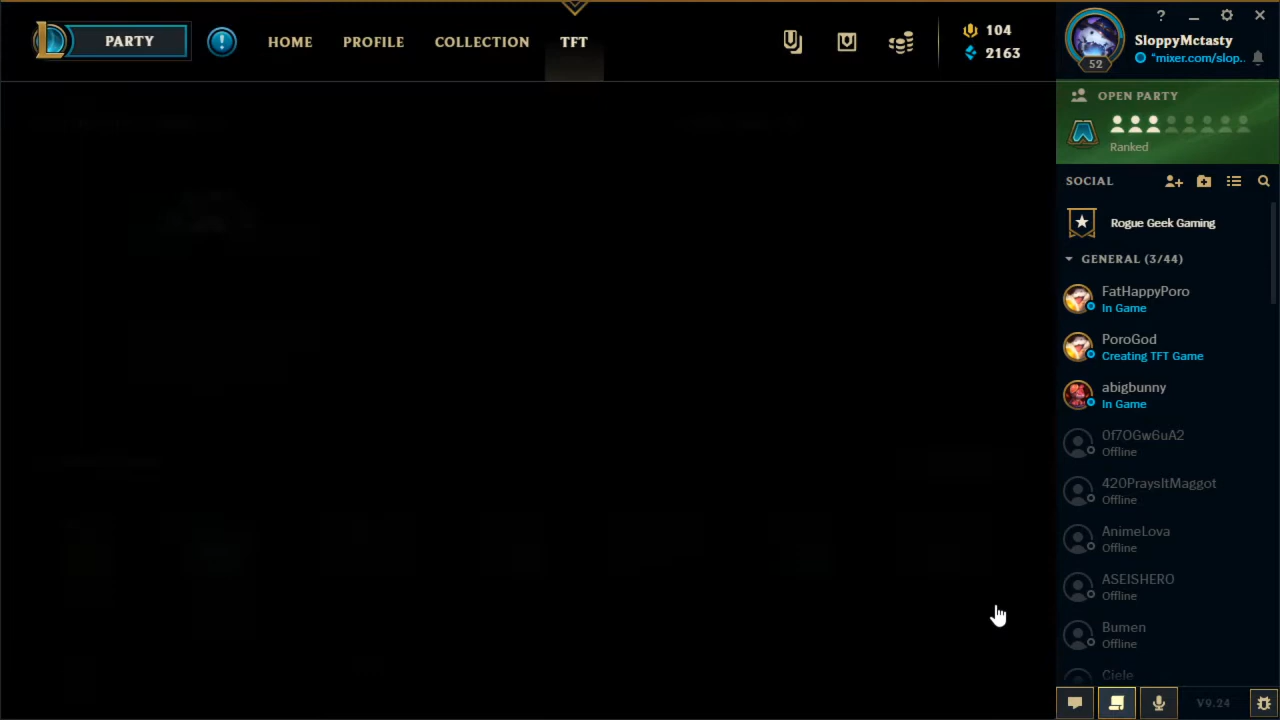 PARTY
HOME
PROFILE
COLLECTION
TFT
104
2163
?
SloppyMctasty
"mixer.com/slop..
52
OPEN PARTY
Ranked
SOCIAL
Rogue Geek Gaming
GENERAL (3/44)
FatHappyPoro
In Game
PoroGod
Creating TFT Game
abigbunny
In Game
0f7OGw6uA2
Offline
420PraysItMaggot
Offline
AnimeLova
Offline
ASEISHERO
Offline
Bumen
Offline
Ciele
V9.24